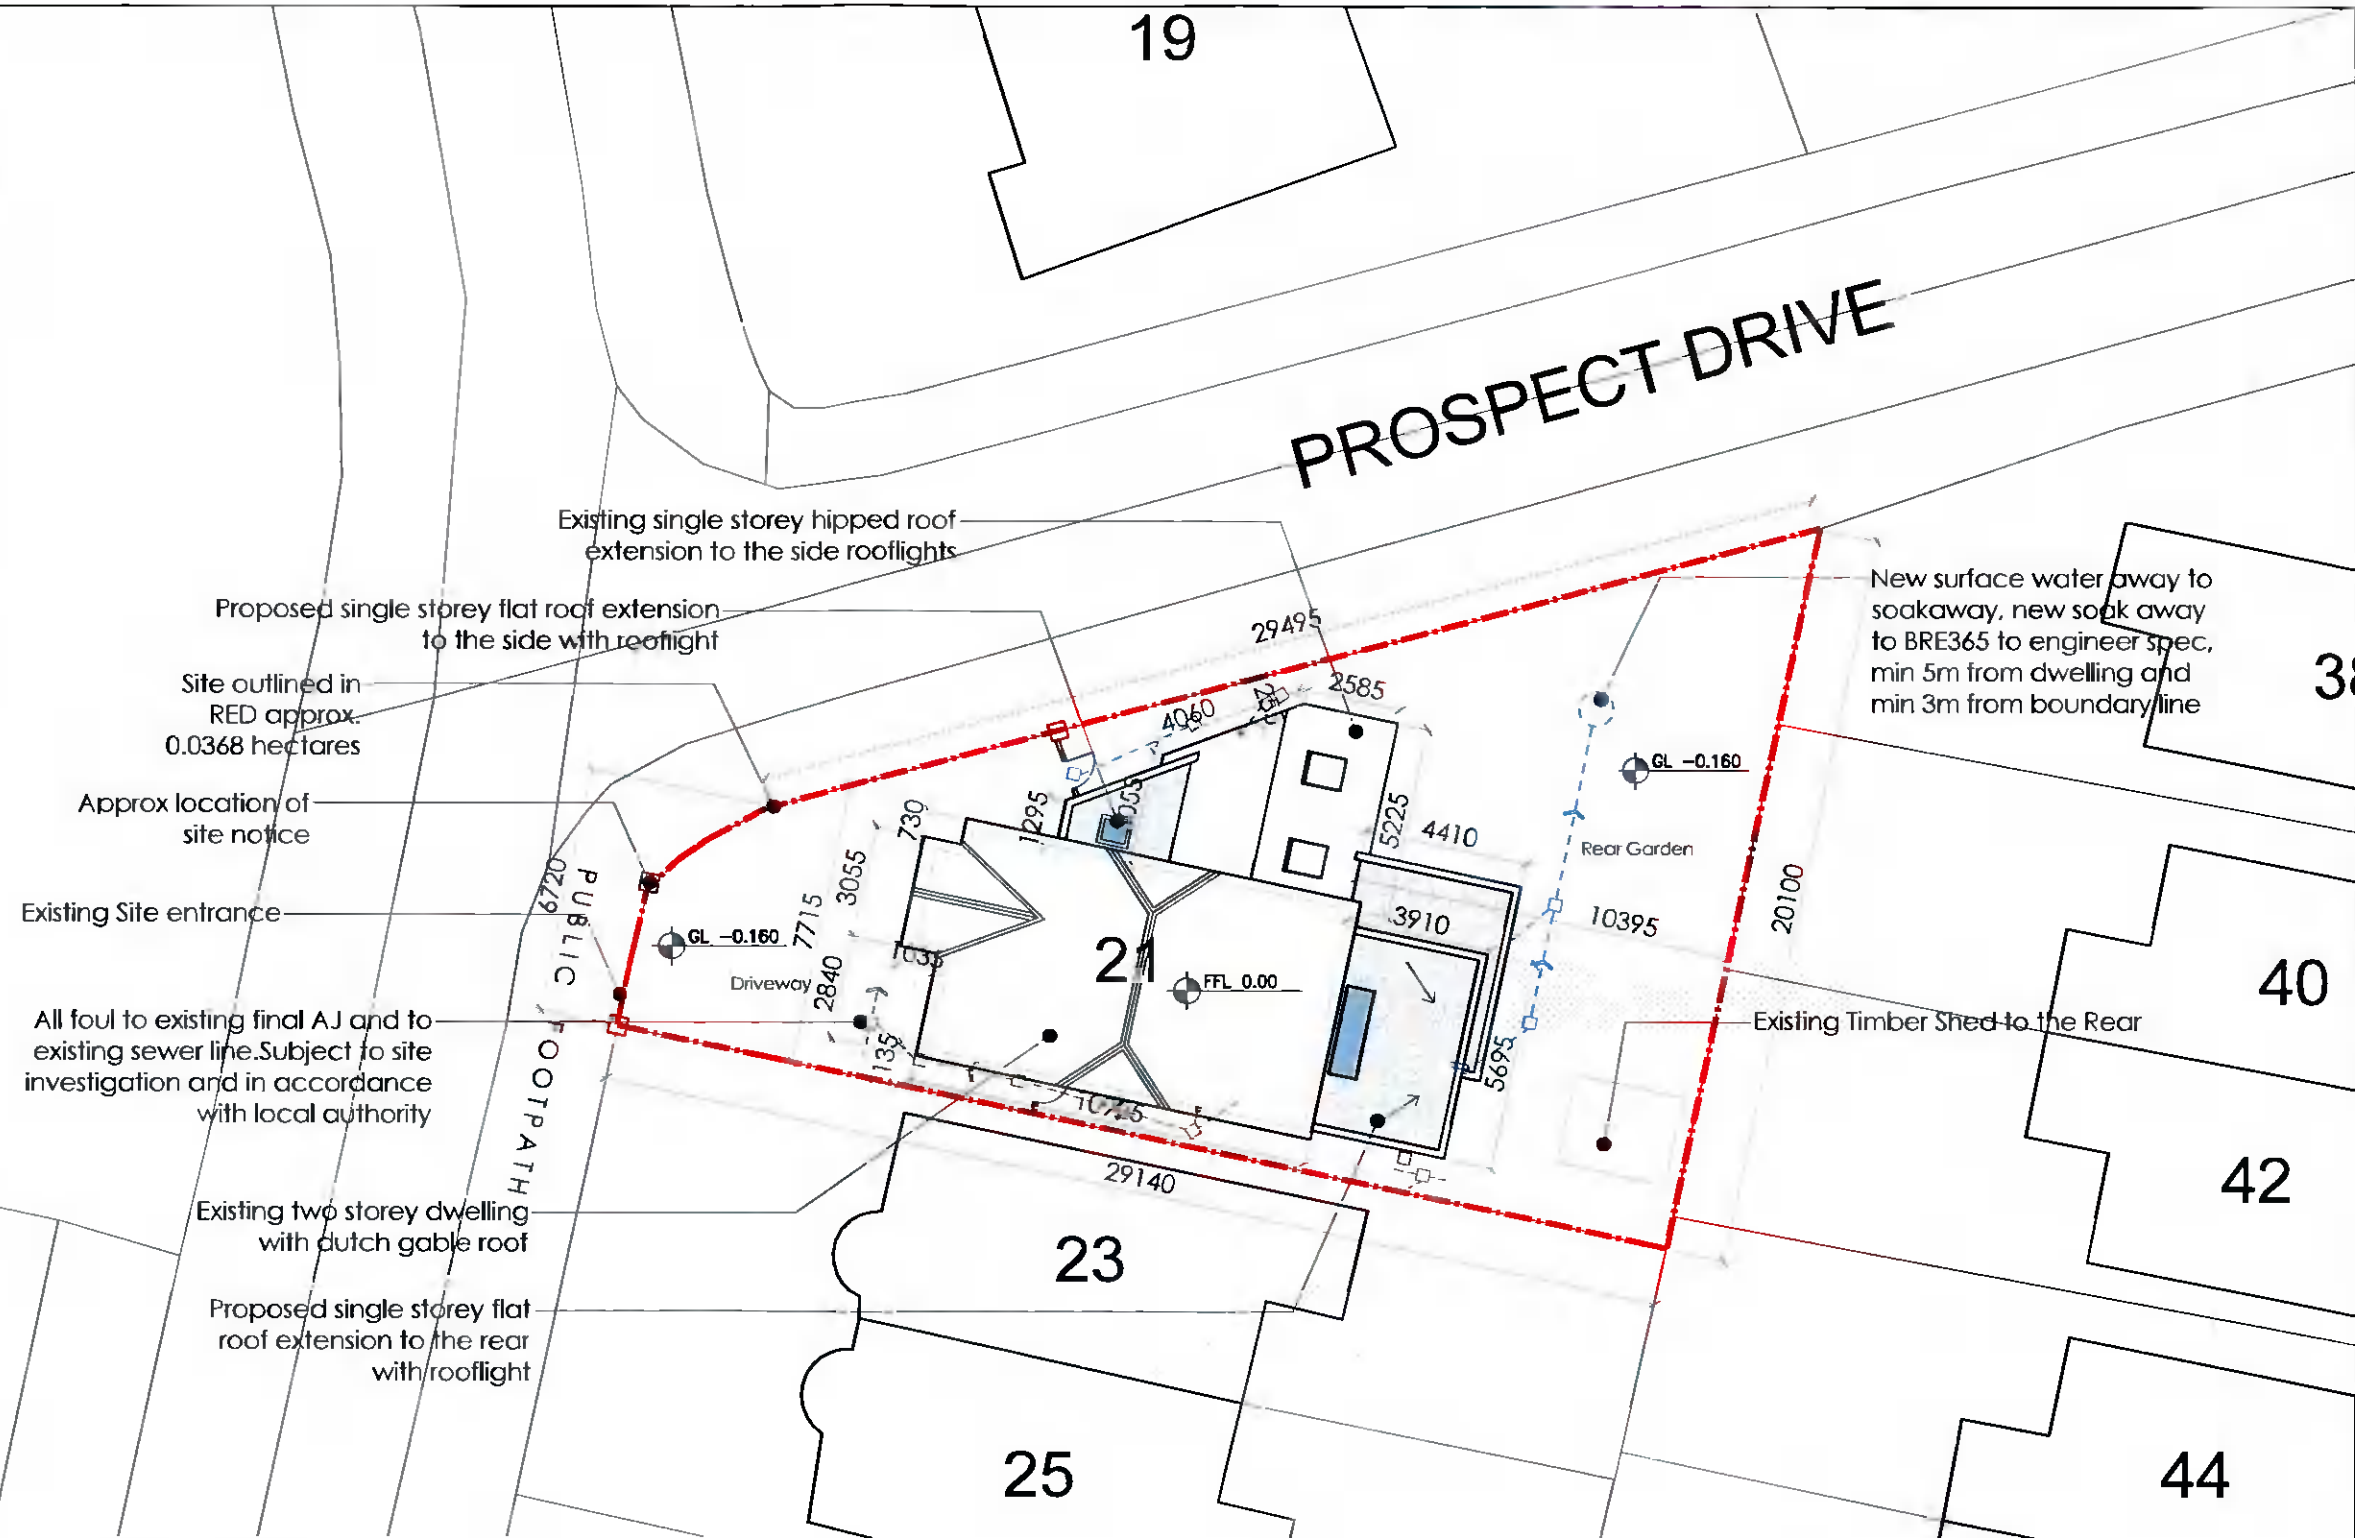 19
PROSPECT DRIVE
Existing single storey hipped roof
extension to the side rooflights
Proposed single storey flat roof extension
to the side with rooflight
Site outlined in
RED approx.
0.0368 hectares
Approx location of
site notice
Existing Site entrance
All foul to existing final AJ and to
existing sewer line.Subject to site
investigation and in accordance
with local authority
Existing two storey dwelling
with dutch gable roof
Proposed single storey flat
roof extension to the rear
with rooflight
New surface water away to
soakaway, new soak away
to BRE365 to engineer spec,
min 5m from dwelling and
min 3m from boundary line
Existing Timber Shed to the Rear
PUBLIC FOOTPATH
29495
2585
4060
1295
730
3055
7715
2840
6720
1035
135
5225
4410
3910
10395
20100
5695
29140
GL -0.160
Driveway
GL -0.160
Rear Garden
21
FFL 0.00
23
25
40
42
44